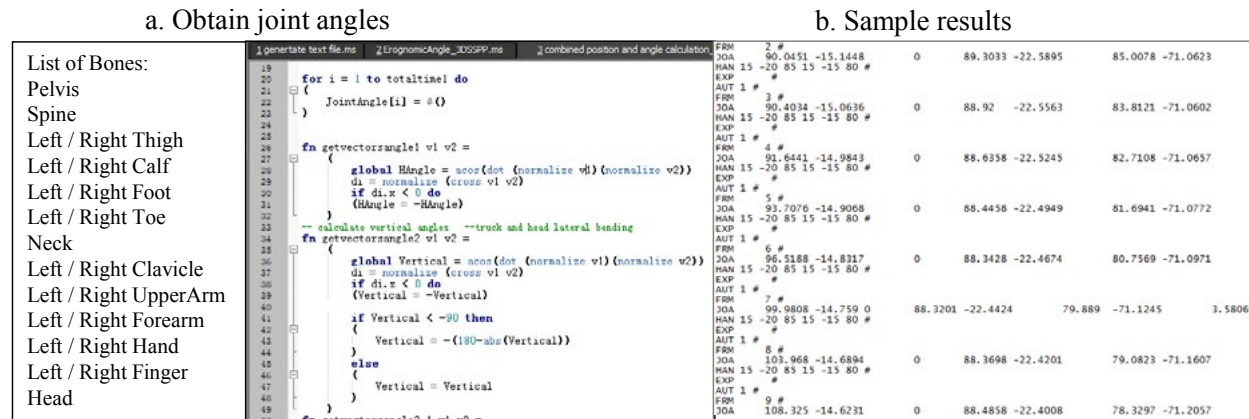 a. Obtain joint angles
b. Sample results
List of Bones:
Pelvis
Spine
Left / Right Thigh
Left / Right Calf
Left / Right Foot
Left / Right Toe
Neck
Left / Right Clavicle
Left / Right UpperArm
Left / Right Forearm
Left / Right Hand
Left / Right Finger
Head
1 genertate text file.ms 2 ErognomicAngle_3DSSPP.ms 3 combined position and angle calculation_
19
20 for i = 1 to totaltime1 do
21 (
22 JointAngle[i] = #()
23 )
24
25
26 fn getvectorsangle1 v1 v2 =
27 (
28 global HAngle = acos(dot (normalize v1)(normalize v2))
29 di = normalize (cross v1 v2)
30 if di.z < 0 do
31 (HAngle = -HAngle)
32 )
33 -- calculate vertical angles --truck and head lateral bending
34 fn getvectorsangle2 v1 v2 =
35 (
36 global Vertical = acos(dot (normalize v1)(normalize v2))
37 di = normalize (cross v1 v2)
38 if di.z < 0 do
39 (Vertical = -Vertical)
40
41 if Vertical < -90 then
42 (
43 Vertical = -(180-abs(Vertical))
44 )
45 else
46 (
47 Vertical = Vertical
48 )
49 )
FRM 2 #
JOA 90.0451 -15.1448 0 89.3033 -22.5895 85.0078 -71.0623
HAN 15 -20 85 15 -15 80 #
EXP #
AUT 1 #
FRM 3 #
JOA 90.4034 -15.0636 0 88.92 -22.5563 83.8121 -71.0602
HAN 15 -20 85 15 -15 80 #
EXP #
AUT 1 #
FRM 4 #
JOA 91.6441 -14.9843 0 88.6358 -22.5245 82.7108 -71.0657
HAN 15 -20 85 15 -15 80 #
EXP #
AUT 1 #
FRM 5 #
JOA 93.7076 -14.9068 0 88.4458 -22.4949 81.6941 -71.0772
HAN 15 -20 85 15 -15 80 #
EXP #
AUT 1 #
FRM 6 #
JOA 96.5188 -14.8317 0 88.3428 -22.4674 80.7569 -71.0971
HAN 15 -20 85 15 -15 80 #
EXP #
AUT 1 #
FRM 7 #
JOA 99.9808 -14.759 0 88.3201 -22.4424 79.889 -71.1245 3.5806
HAN 15 -20 85 15 -15 80 #
EXP #
AUT 1 #
FRM 8 #
JOA 103.968 -14.6894 0 88.3698 -22.4201 79.0823 -71.1607
HAN 15 -20 85 15 -15 80 #
EXP #
AUT 1 #
FRM 9 #
JOA 108.325 -14.6231 0 88.4858 -22.4008 78.3297 -71.2057